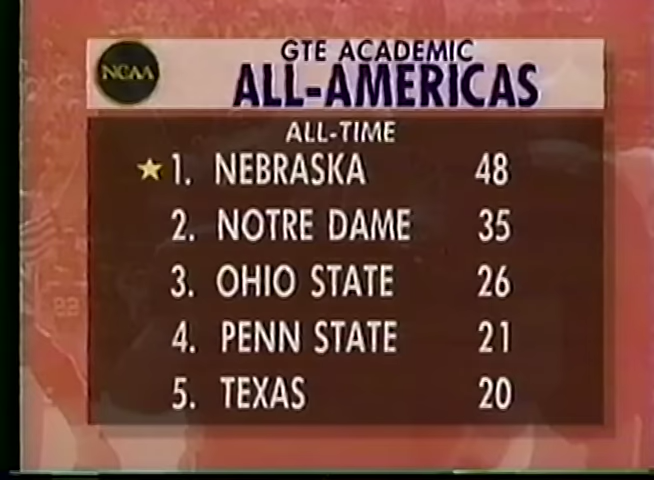 NCAA
GTE ACADEMIC
ALL-AMERICAS
ALL-TIME
1. NEBRASKA 48
2. NOTRE DAME 35
3. OHIO STATE 26
4. PENN STATE 21
5. TEXAS 20
22